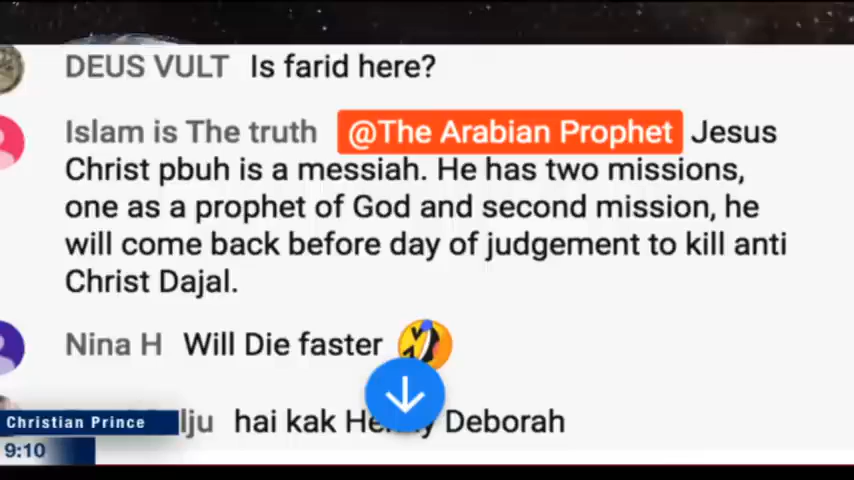 DEUS VULT Is farid here?
Islam is The truth @The Arabian Prophet Jesus
Christ pbuh is a messiah. He has two missions,
one as a prophet of God and second mission, he
will come back before day of judgement to kill anti
Christ Dajal.
Nina H Will Die faster 🤣
hai kak Deborah
Christian Prince
9:10